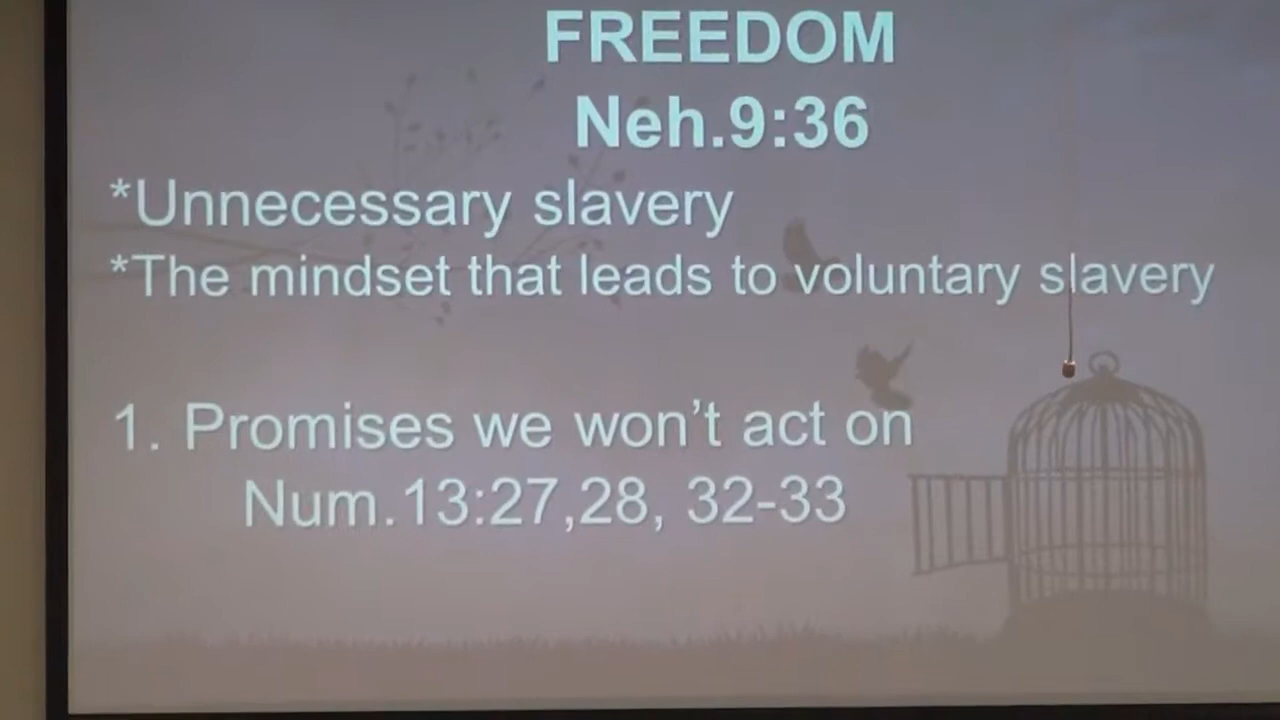 FREEDOM
Neh.9:36
*Unnecessary slavery
*The mindset that leads to voluntary slavery
1. Promises we won’t act on
Num.13:27,28, 32-33